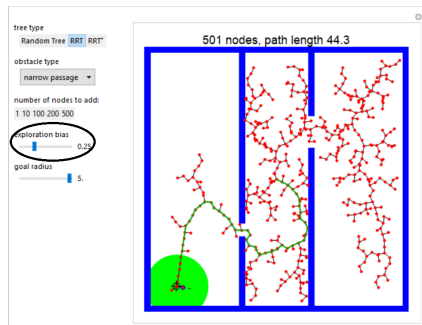 tree type
Random Tree RRT RRT*
obstacle type
narrow passage
number of nodes to add:
1 10 100 200 500
exploration bias
0.25
goal radius
5.
501 nodes, path length 44.3